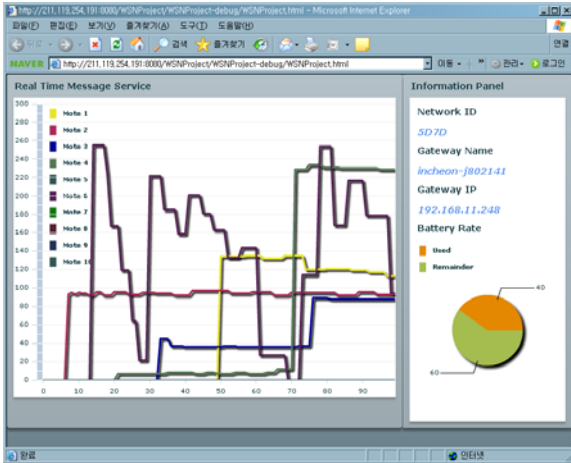 http://211.119.254.191:8080/WSNProject/WSNProject-debug/WSNProject.html - Microsoft Internet Explorer
파일(F) 편집(E) 보기(V) 즐겨찾기(A) 도구(T) 도움말(H)
뒤로 검색 즐겨찾기 연결
NAVER http://211.119.254.191:8080/WSNProject/WSNProject-debug/WSNProject.html 이동 관리 로그인
Real Time Message Service
300
280
260
240
220
200
180
160
140
120
100
80
60
40
20
0
Mote 1
Mote 2
Mote 3
Mote 4
Mote 5
Mote 6
Mote 7
Mote 8
Mote 9
Mote 10
0 10 20 30 40 50 60 70 80 90
Information Panel
Network ID
5D7D
Gateway Name
incheon-j802141
Gateway IP
192.168.11.248
Battery Rate
Used
Remainder
40
60
완료
인터넷